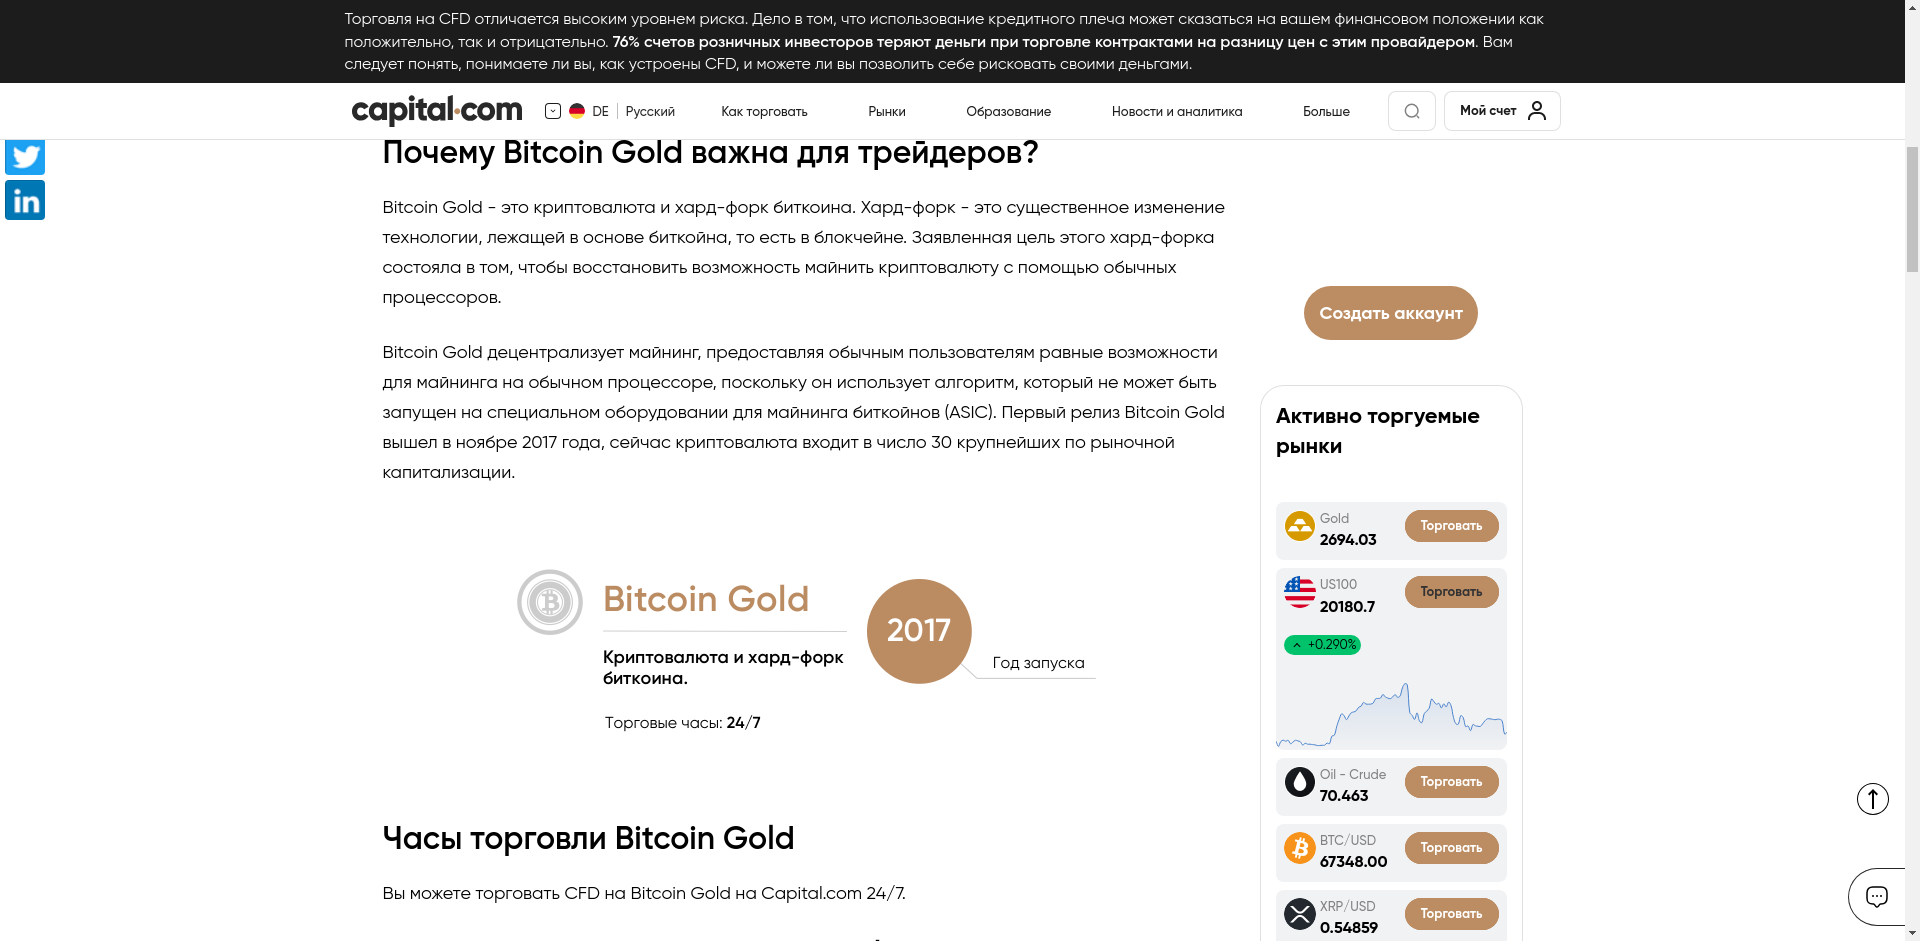 Торговля на CFD отличается высоким уровнем риска. Дело в том, что использование кредитного плеча может сказаться на вашем финансовом положении как
положительно, так и отрицательно. 76% счетов розничных инвесторов теряют деньги при торговле контрактами на разницу цен с этим провайдером. Вам
следует понять, понимаете ли вы, как устроены CFD, и можете ли вы позволить себе рисковать своими деньгами.
capital.com
DE
Русский
Как торговать
Рынки
Образование
Новости и аналитика
Больше
Мой счет
in
Почему Bitcoin Gold важна для трейдеров?
Bitcoin Gold - это криптовалюта и хард-форк биткоина. Хард-форк - это существенное изменение
технологии, лежащей в основе биткойна, то есть в блокчейне. Заявленная цель этого хард-форка
состояла в том, чтобы восстановить возможность майнить криптовалюту с помощью обычных
процессоров.
Bitcoin Gold децентрализует майнинг, предоставляя обычным пользователям равные возможности
для майнинга на обычном процессоре, поскольку он использует алгоритм, который не может быть
запущен на специальном оборудовании для майнинга биткойнов (ASIC). Первый релиз Bitcoin Gold
вышел в ноябре 2017 года, сейчас криптовалюта входит в число 30 крупнейших по рыночной
капитализации.
Bitcoin Gold
Криптовалюта и хард-форк
биткоина.
Торговые часы: 24/7
2017
Год запуска
Часы торговли Bitcoin Gold
Вы можете торговать CFD на Bitcoin Gold на Capital.com 24/7.
Создать аккаунт
Активно торгуемые
рынки
Gold
2694.03
Торговать
US100
20180.7
Торговать
+0.290%
Oil - Crude
70.463
Торговать
BTC/USD
67348.00
Торговать
XRP/USD
0.54859
Торговать